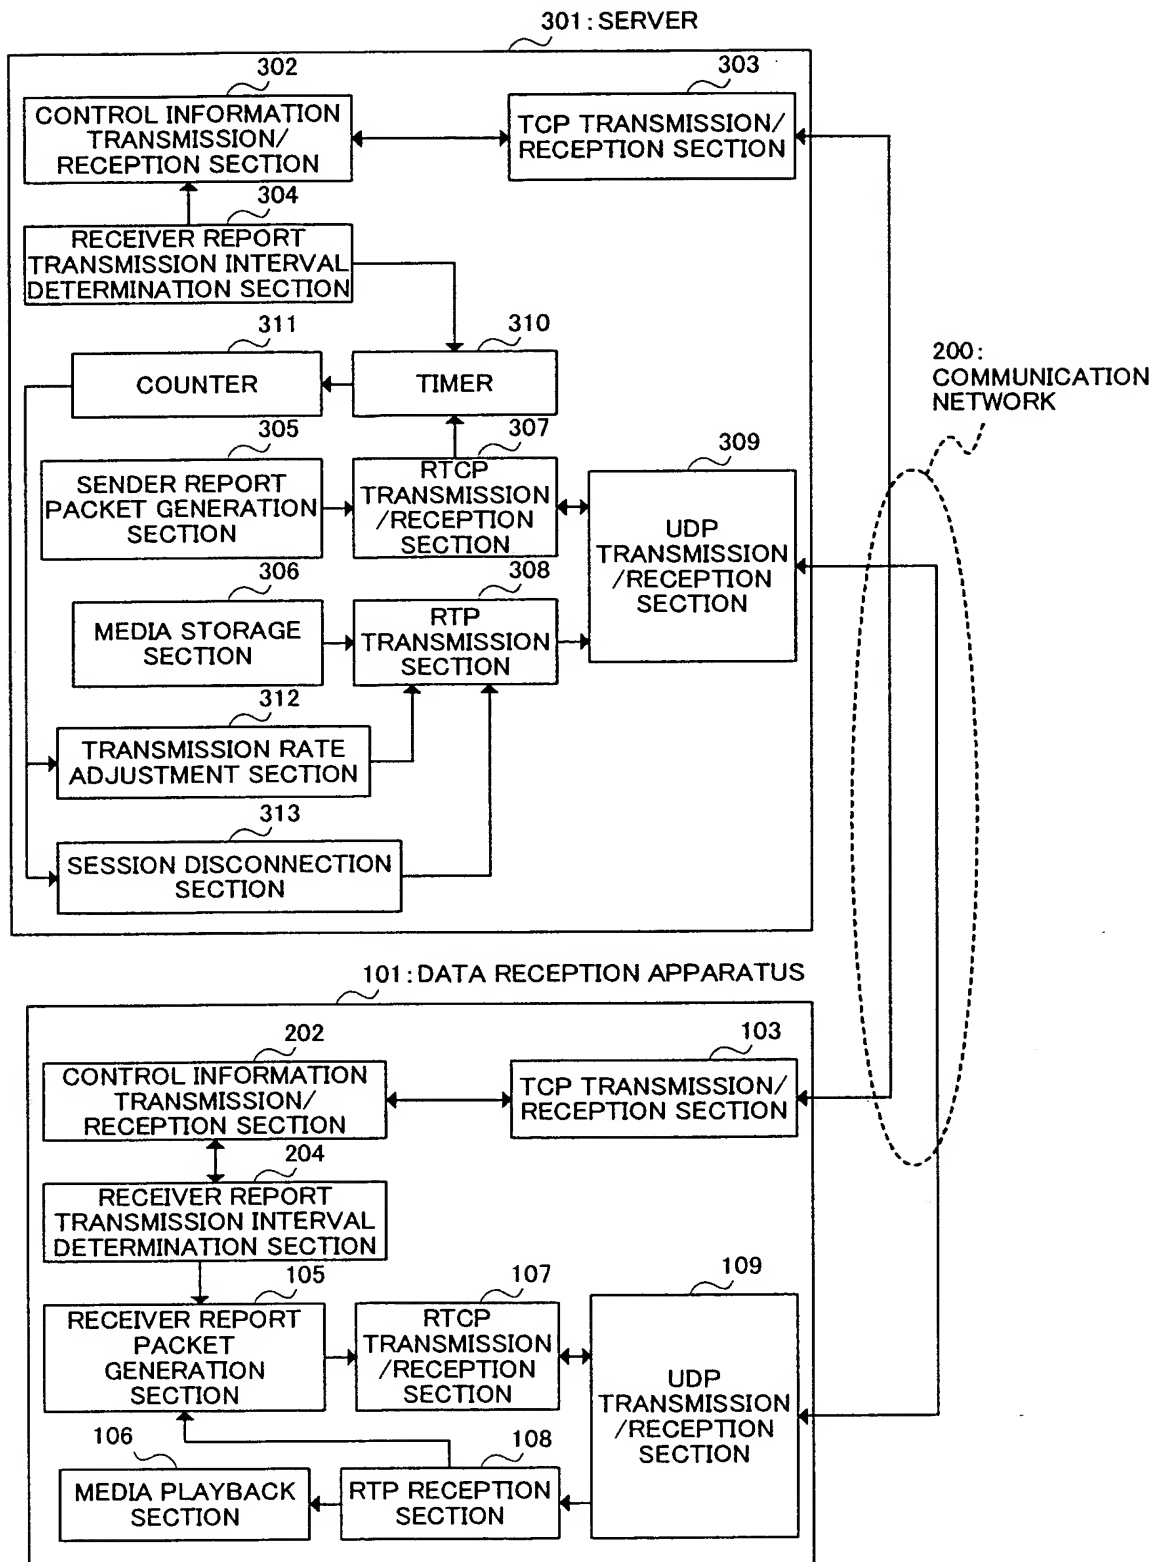 301:SERVER
302
303
CONTROL INFORMATION
TRANSMISSION/
RECEPTION SECTION
TCP TRANSMISSION/
RECEPTION SECTION
304
RECEIVER REPORT
TRANSMISSION INTERVAL
DETERMINATION SECTION
311
310
COUNTER
TIMER
200:
COMMUNICATION
NETWORK
305
307
309
SENDER REPORT
PACKET GENERATION
SECTION
RTCP
TRANSMISSION
/RECEPTION
SECTION
UDP
TRANSMISSION
/RECEPTION
SECTION
306
308
MEDIA STORAGE
SECTION
RTP
TRANSMISSION
SECTION
312
TRANSMISSION RATE
ADJUSTMENT SECTION
313
SESSION DISCONNECTION
SECTION
101:DATA RECEPTION APPARATUS
202
103
CONTROL INFORMATION
TRANSMISSION/
RECEPTION SECTION
TCP TRANSMISSION/
RECEPTION SECTION
204
RECEIVER REPORT
TRANSMISSION INTERVAL
DETERMINATION SECTION
105
107
109
RECEIVER REPORT
PACKET
GENERATION
SECTION
RTCP
TRANSMISSION
/RECEPTION
SECTION
UDP
TRANSMISSION
/RECEPTION
SECTION
106
108
MEDIA PLAYBACK
SECTION
RTP RECEPTION
SECTION